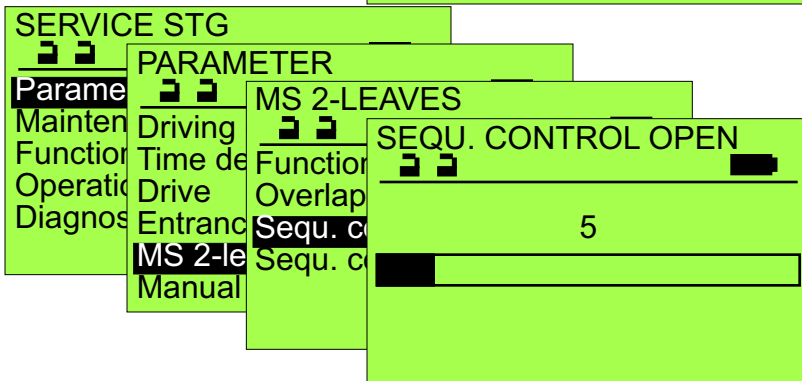 SERVICE STG
Parame
Mainten
Function
Operatio
Diagnos
PARAMETER
Driving
Time de
Drive
Entranc
MS 2-le
Manual
MS 2-LEAVES
Function
Overlap
Sequ. co
Sequ. co
SEQU. CONTROL OPEN
5